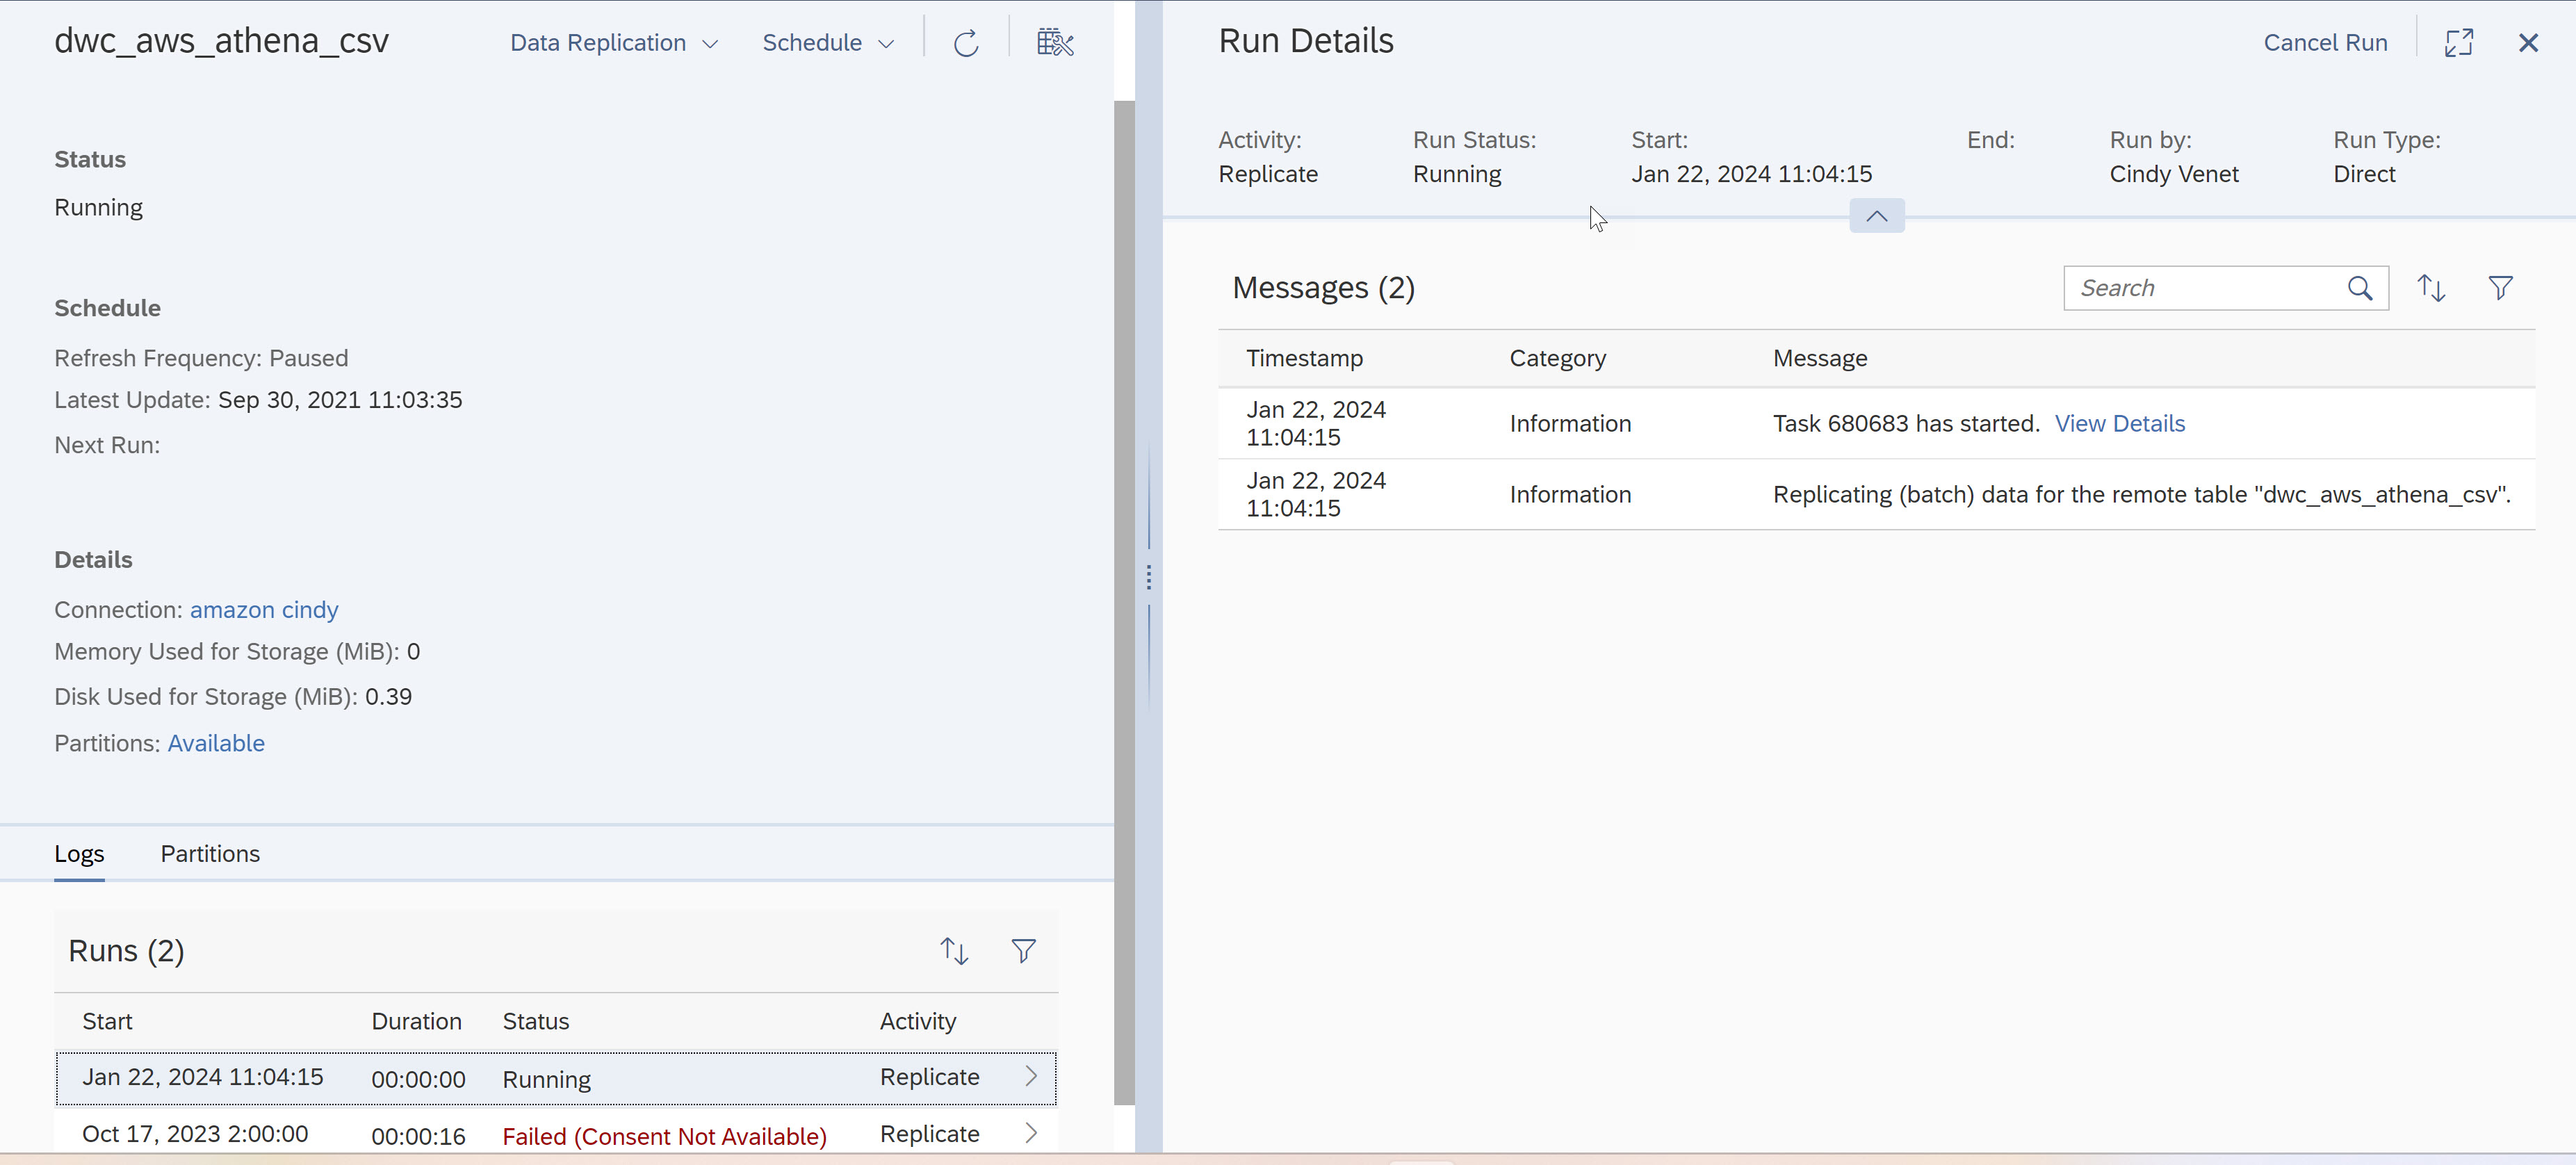 dwc_aws_athena_csv
Data Replication
Schedule
Status
Running
Schedule
Refresh Frequency: Paused
Latest Update: Sep 30, 2021 11:03:35
Next Run:
Details
Connection: amazon cindy
Memory Used for Storage (MiB): 0
Disk Used for Storage (MiB): 0.39
Partitions: Available
Logs Partitions
Runs (2)
Start Duration Status Activity
Jan 22, 2024 11:04:15 00:00:00 Running Replicate
Oct 17, 2023 2:00:00 00:00:16 Failed (Consent Not Available) Replicate
Run Details
Cancel Run
Activity: Run Status: Start: End: Run by: Run Type:
Replicate Running Jan 22, 2024 11:04:15 Cindy Venet Direct
Messages (2)
Search
Timestamp Category Message
Jan 22, 2024
11:04:15
Information
Task 680683 has started. View Details
Jan 22, 2024
11:04:15
Information
Replicating (batch) data for the remote table "dwc_aws_athena_csv".